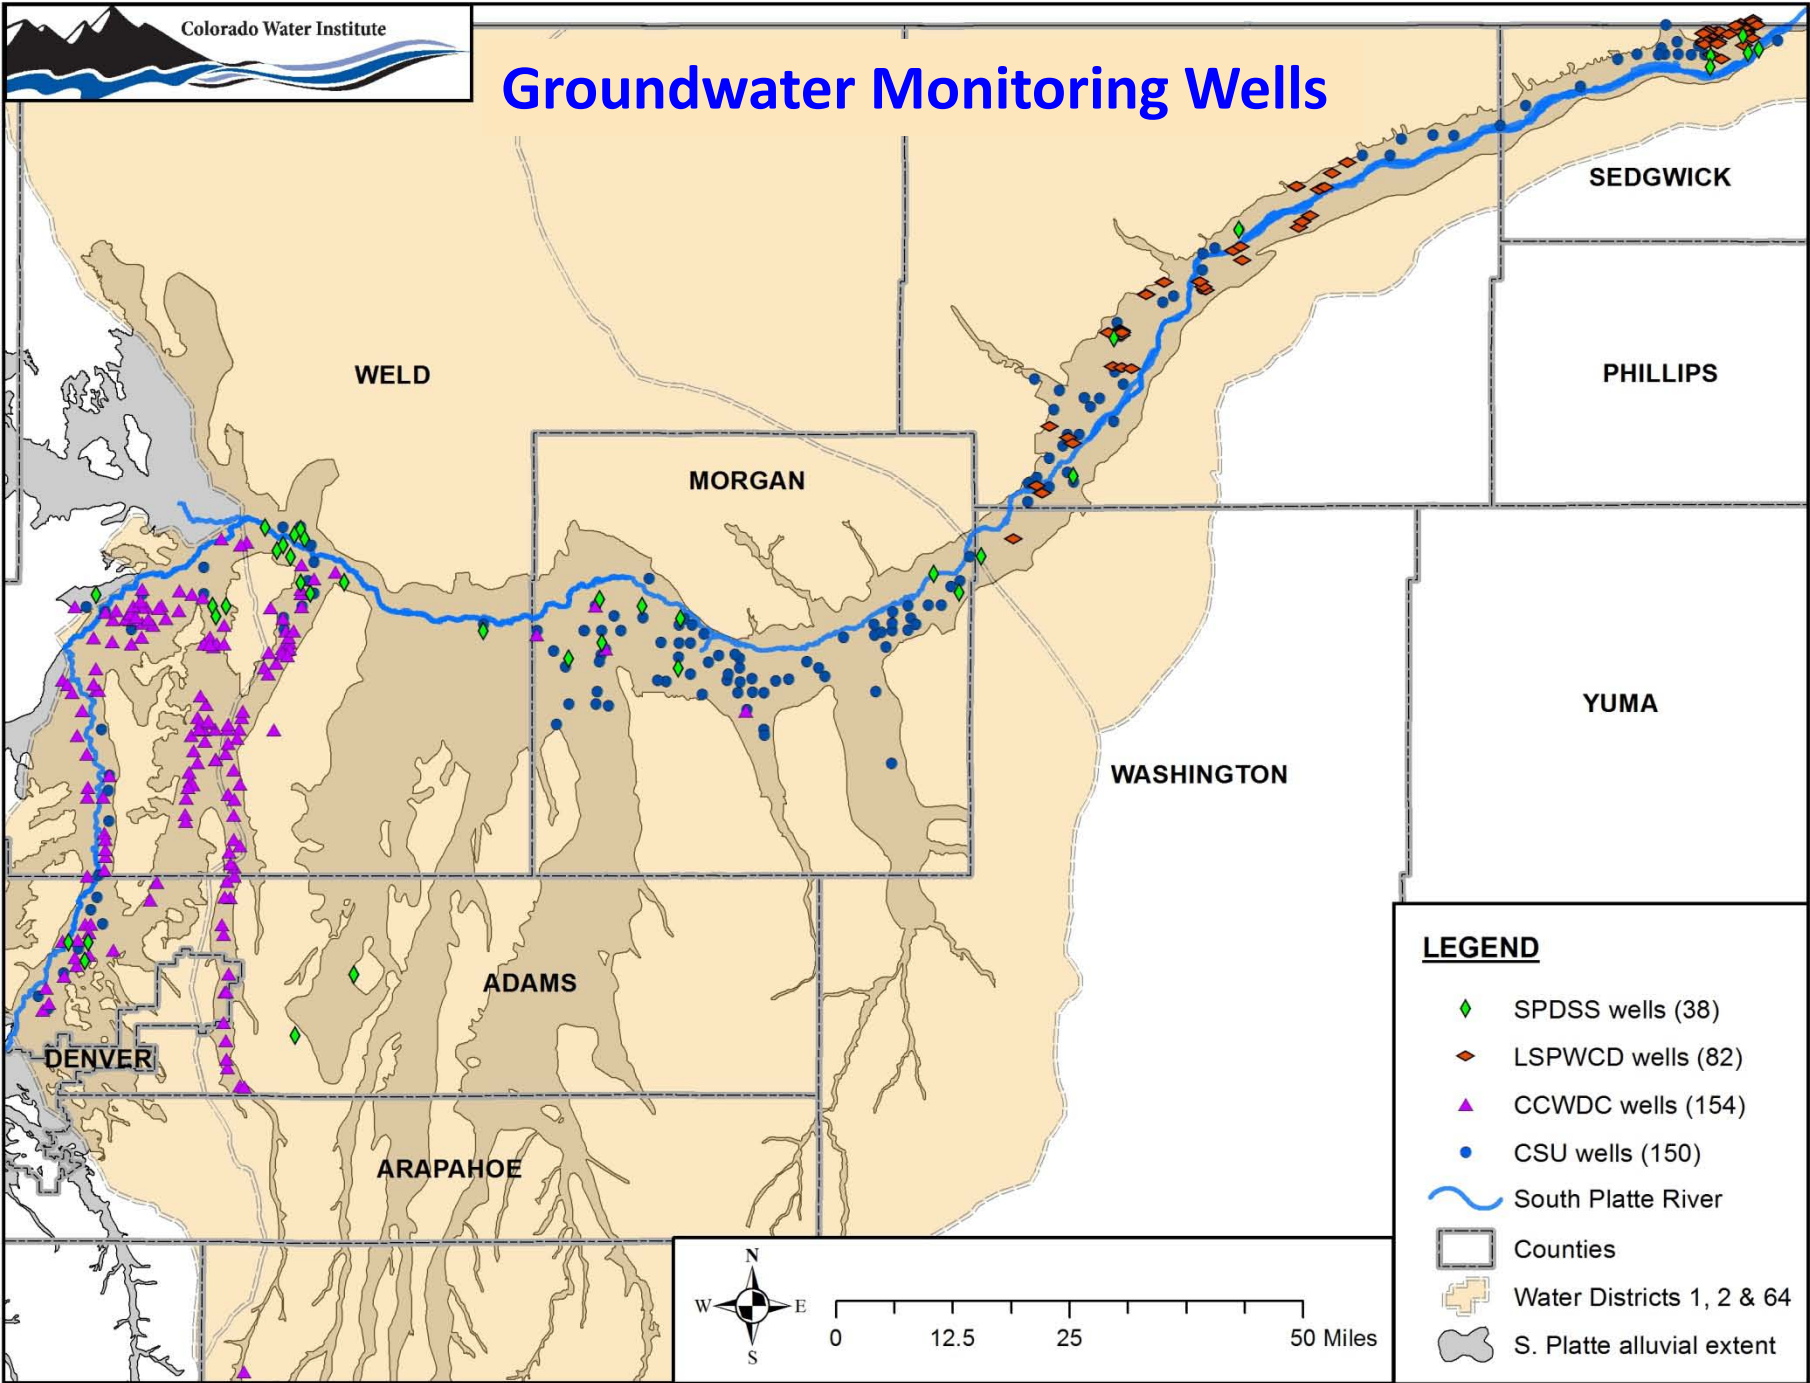 Colorado Water Institute
Groundwater Monitoring Wells
SEDGWICK
WELD
PHILLIPS
MORGAN
YUMA
WASHINGTON
ADAMS
DENVER
ARAPAHOE
LEGEND
SPDSS wells (38)
LSPWCD wells (82)
CCWDC wells (154)
CSU wells (150)
South Platte River
Counties
Water Districts 1, 2 & 64
S. Platte alluvial extent
N
W E
S
0 12.5 25 50 Miles